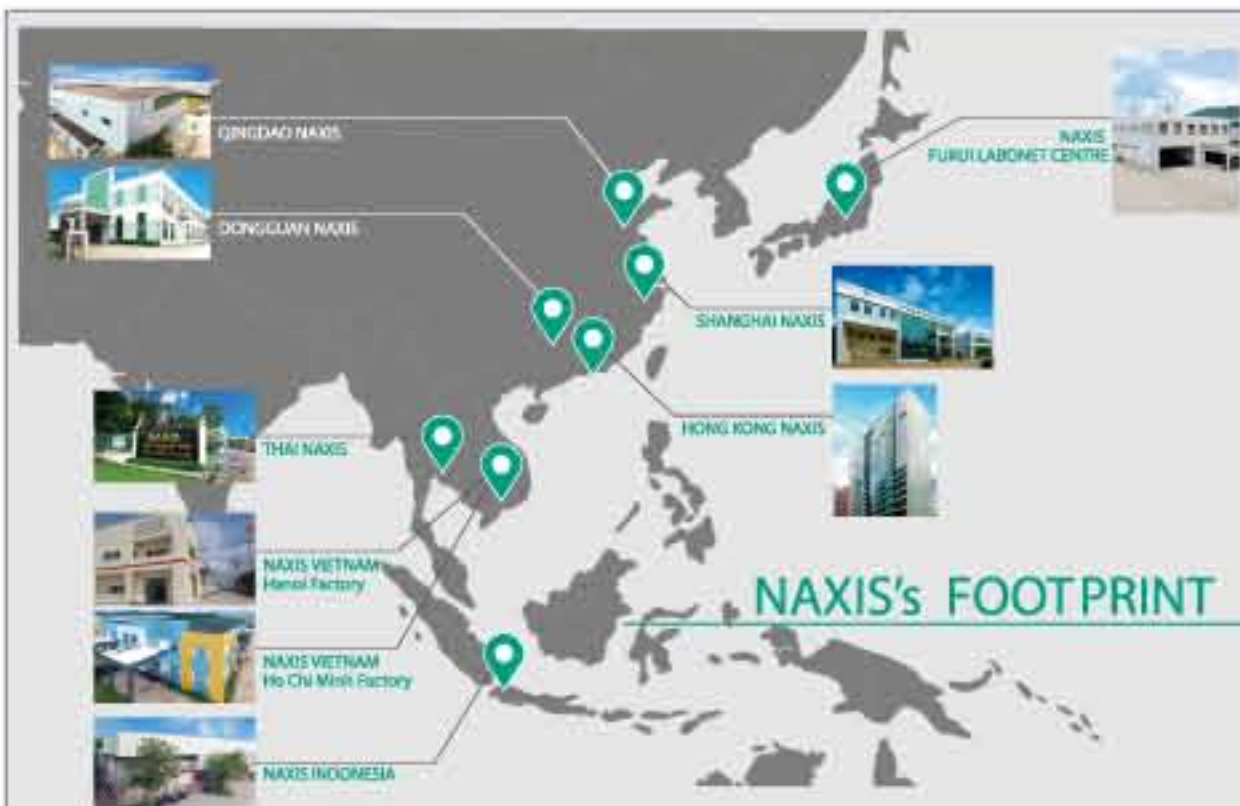 QINGDAO NAXIS
DONGGUAN NAXIS
NAXIS
FURUI LABONET CENTRE
SHANGHAI NAXIS
HONG KONG NAXIS
THAI NAXIS
NAXIS VIETNAM
Hanoi Factory
NAXIS VIETNAM
Ho Chi Minh Factory
NAXIS INDONESIA
NAXIS's FOOTPRINT